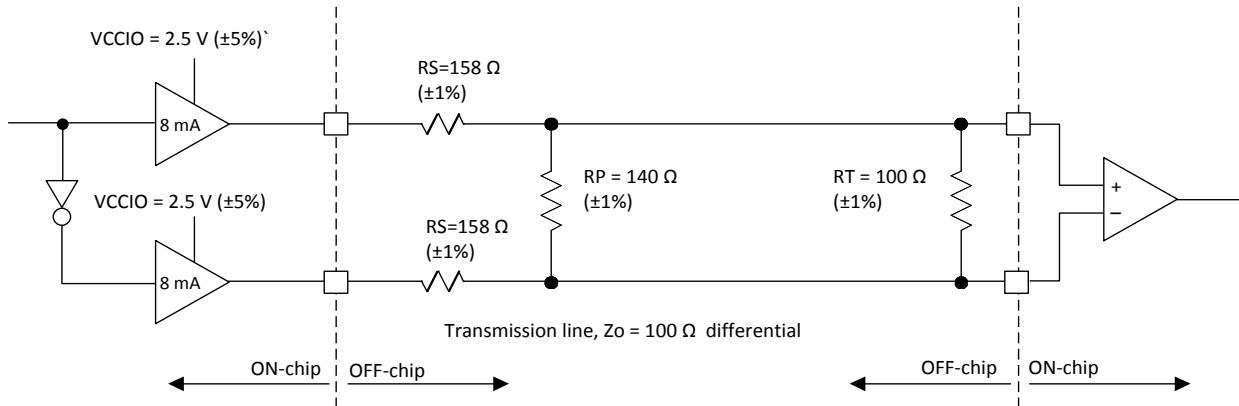 VCCIO = 2.5 V (±5%)`
8 mA
RS=158 Ω
(±1%)
RP = 140 Ω
(±1%)
RT = 100 Ω
(±1%)
+
−
VCCIO = 2.5 V (±5%)
8 mA
RS=158 Ω
(±1%)
Transmission line, Zo = 100 Ω differential
ON-chip
OFF-chip
OFF-chip
ON-chip